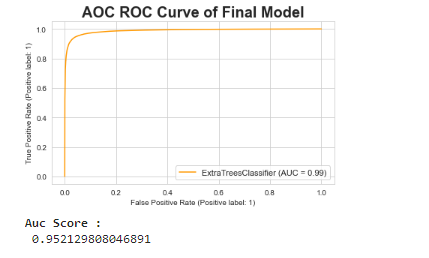 AOC ROC Curve of Final Model
1.0
0.8
0.6
0.4
0.2
0.0
True Positive Rate (Positive label: 1)
ExtraTreesClassifier (AUC = 0.99)
0.0 0.2 0.4 0.6 0.8 1.0
False Positive Rate (Positive label: 1)
Auc Score :
0.952129808046891